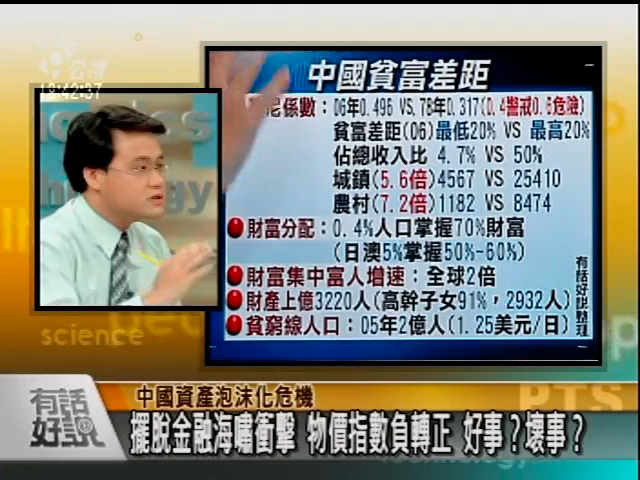 公視
18:42:37
中國貧富差距
尼係數：06年0.496 VS.78年0.317(0.4警戒0.6危險)
貧富差距(06)最低20% VS 最高20%
佔總收入比 4.7% VS 50%
城鎮(5.6倍)4567 VS 25410
農村(7.2倍)1182 VS 8474
財富分配：0.4%人口掌握70%財富
(日澳5%掌握50%-60%)
財富集中富人增速：全球2倍
財產上億3220人(高幹子女91%，2932人)
貧窮線人口：05年2億人(1.25美元/日)
有話好說整理
science
PTS
有話好說
中國資產泡沫化危機
擺脫金融海嘯衝擊 物價指數負轉正 好事？壞事？